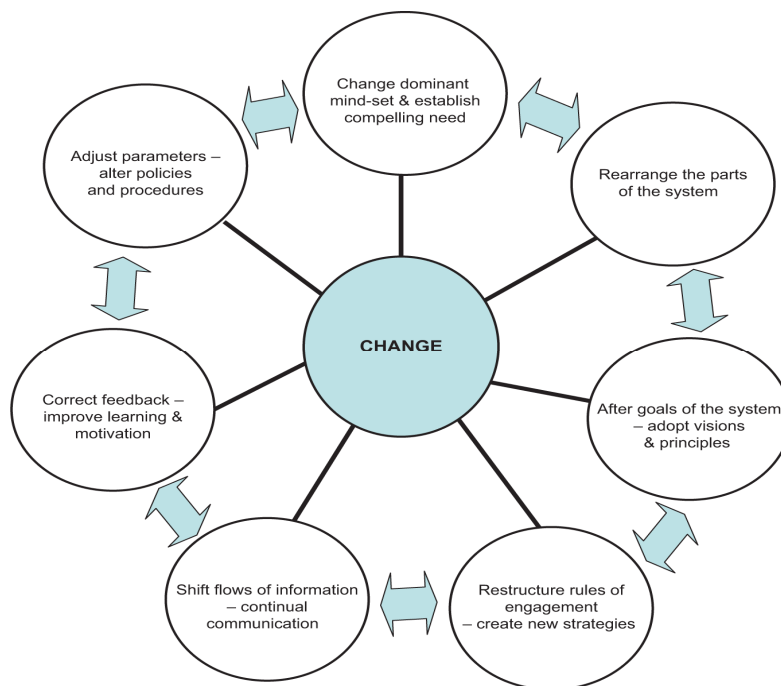 Change dominant
mind-set & establish
compelling need
Rearrange the parts
of the system
After goals of the system
– adopt visions
& principles
Restructure rules of
engagement
– create new strategies
Shift flows of information
– continual
communication
Correct feedback –
improve learning &
motivation
Adjust parameters –
alter policies
and procedures
CHANGE